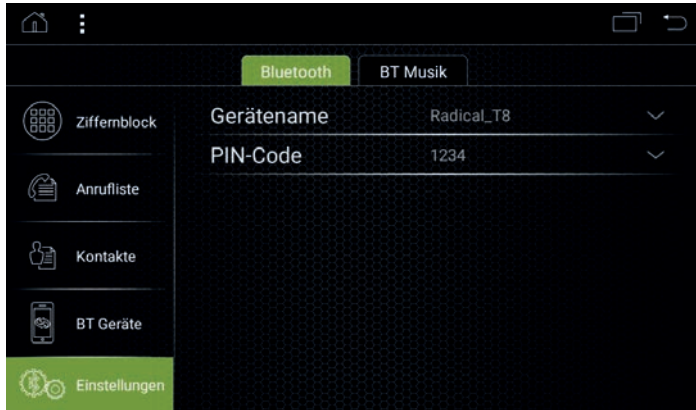 Bluetooth
BT Musik
Ziffernblock
Gerätename
Radical_T8
PIN-Code
1234
Anrufliste
Kontakte
BT Geräte
Einstellungen